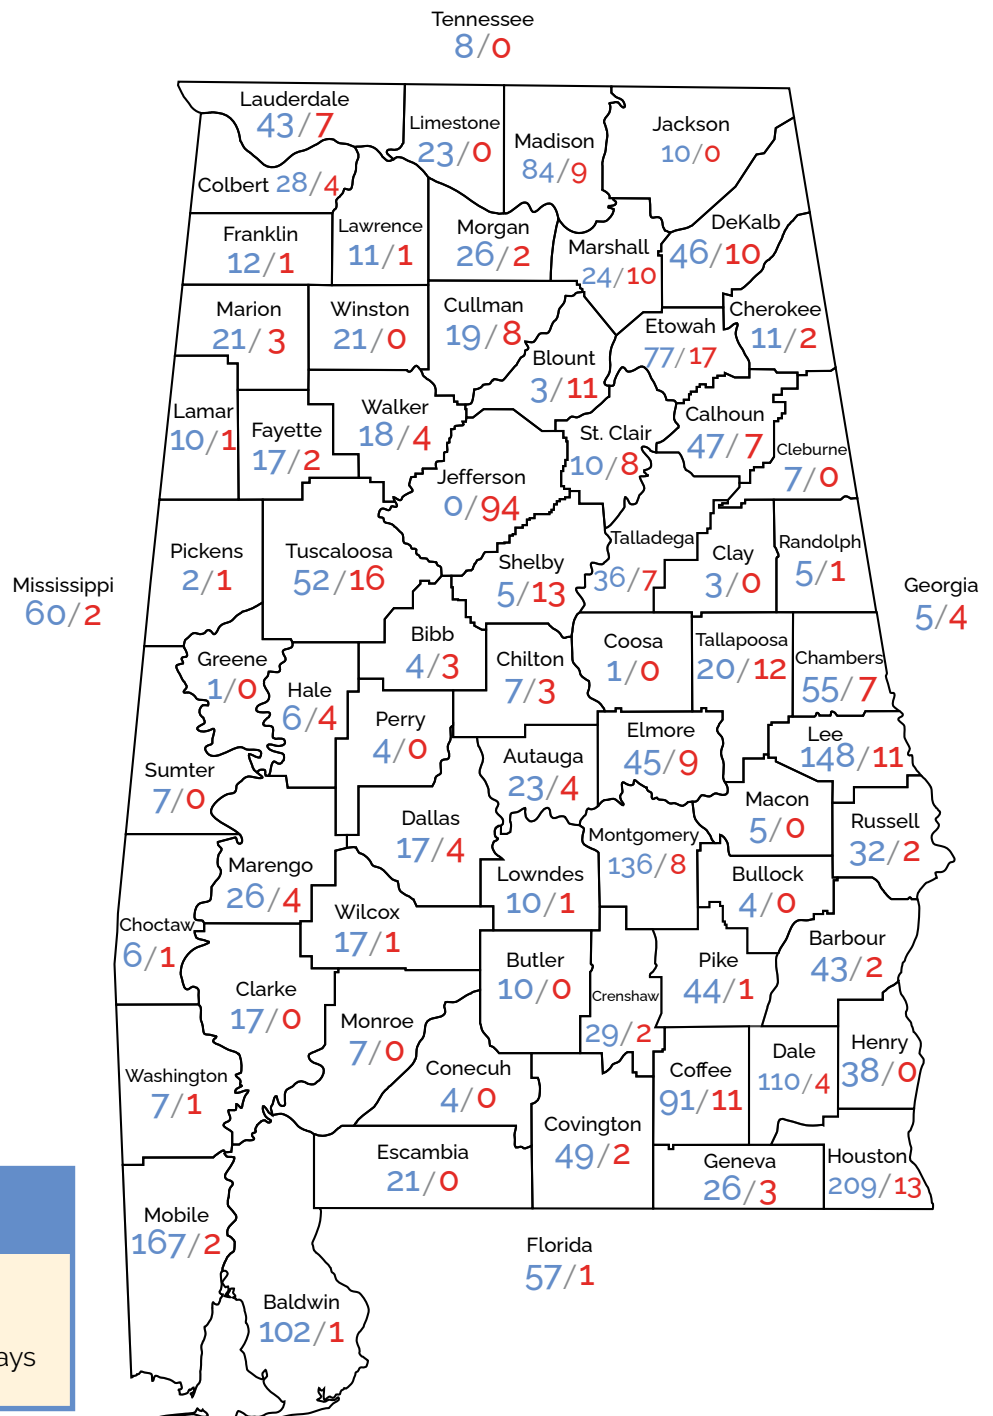 Tennessee
8/0
Lauderdale
43/7
Limestone
23/0
Madison
84/9
Jackson
10/0
Colbert 28/4
Franklin
12/1
Lawrence
11/1
Morgan
26/2
Marshall
24/10
DeKalb
46/10
Marion
21/3
Winston
21/0
Cullman
19/8
Blount
3/11
Etowah
77/17
Cherokee
11/2
Lamar
10/1
Fayette
17/2
Walker
18/4
Jefferson
0/94
St. Clair
10/8
Calhoun
47/7
Cleburne
7/0
Mississippi
60/2
Pickens
2/1
Tuscaloosa
52/16
Shelby
5/13
Talladega
36/7
Clay
3/0
Randolph
5/1
Georgia
5/4
Greene
1/0
Hale
6/4
Bibb
4/3
Chilton
7/3
Coosa
1/0
Tallapoosa
20/12
Chambers
55/7
Sumter
7/0
Perry
4/0
Autauga
23/4
Elmore
45/9
Lee
148/11
Marengo
26/4
Dallas
17/4
Lowndes
10/1
Montgomery
136/8
Macon
5/0
Russell
32/2
Choctaw
6/1
Wilcox
17/1
Bullock
4/0
Clarke
17/0
Butler
10/0
Crenshaw
29/2
Pike
44/1
Barbour
43/2
Washington
7/1
Monroe
7/0
Conecuh
4/0
Covington
49/2
Coffee
91/11
Dale
110/4
Henry
38/0
Escambia
21/0
Geneva
26/3
Houston
209/13
Mobile
167/2
Baldwin
102/1
Florida
57/1
ays